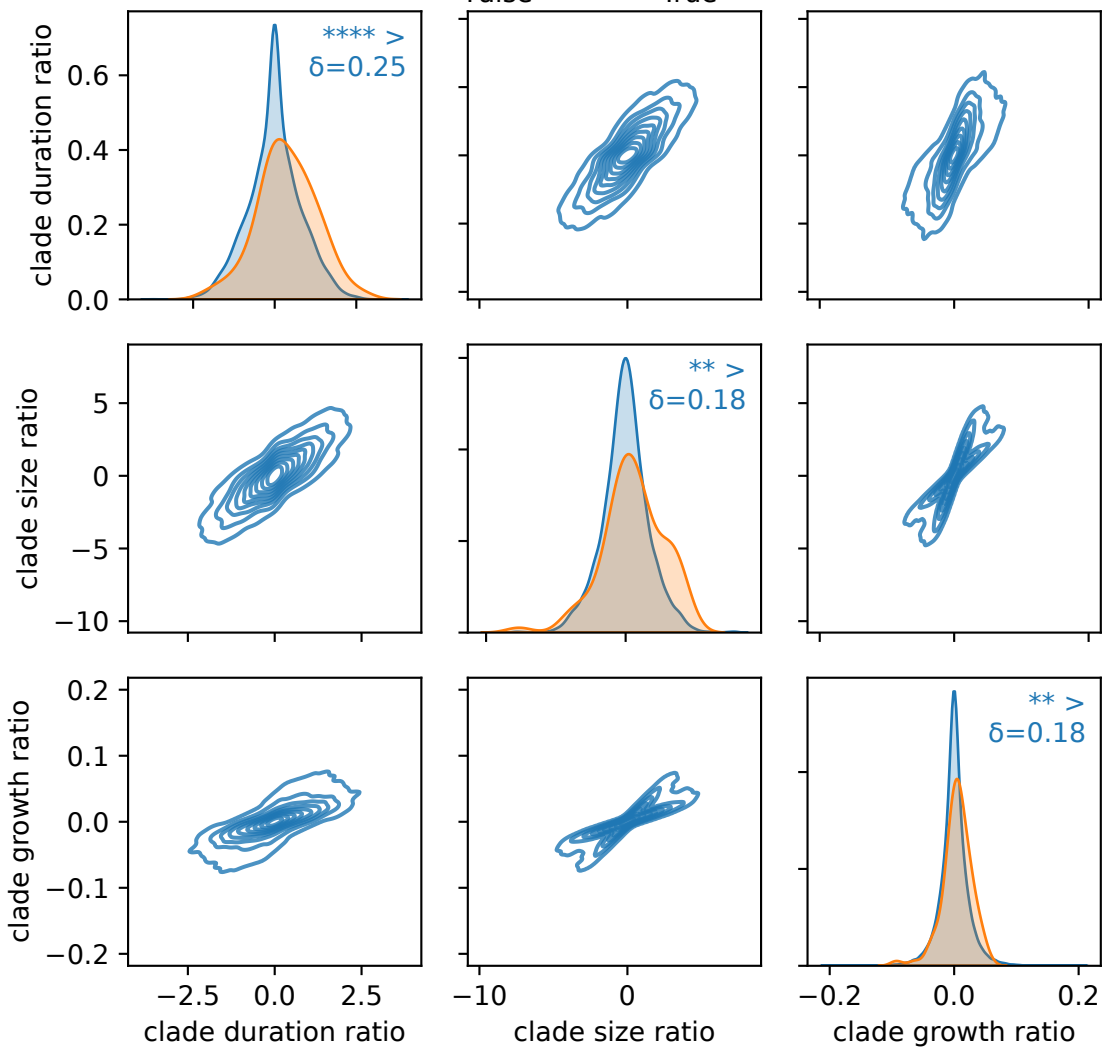 False True
clade duration ratio
0.6
0.4
0.2
0.0
**** >
δ=0.25
clade size ratio
5
0
−5
−10
** >
δ=0.18
clade growth ratio
0.2
0.1
0.0
−0.1
−0.2
** >
δ=0.18
−2.5 0.0 2.5
−10 0
−0.2 0.0 0.2
clade duration ratio
clade size ratio
clade growth ratio